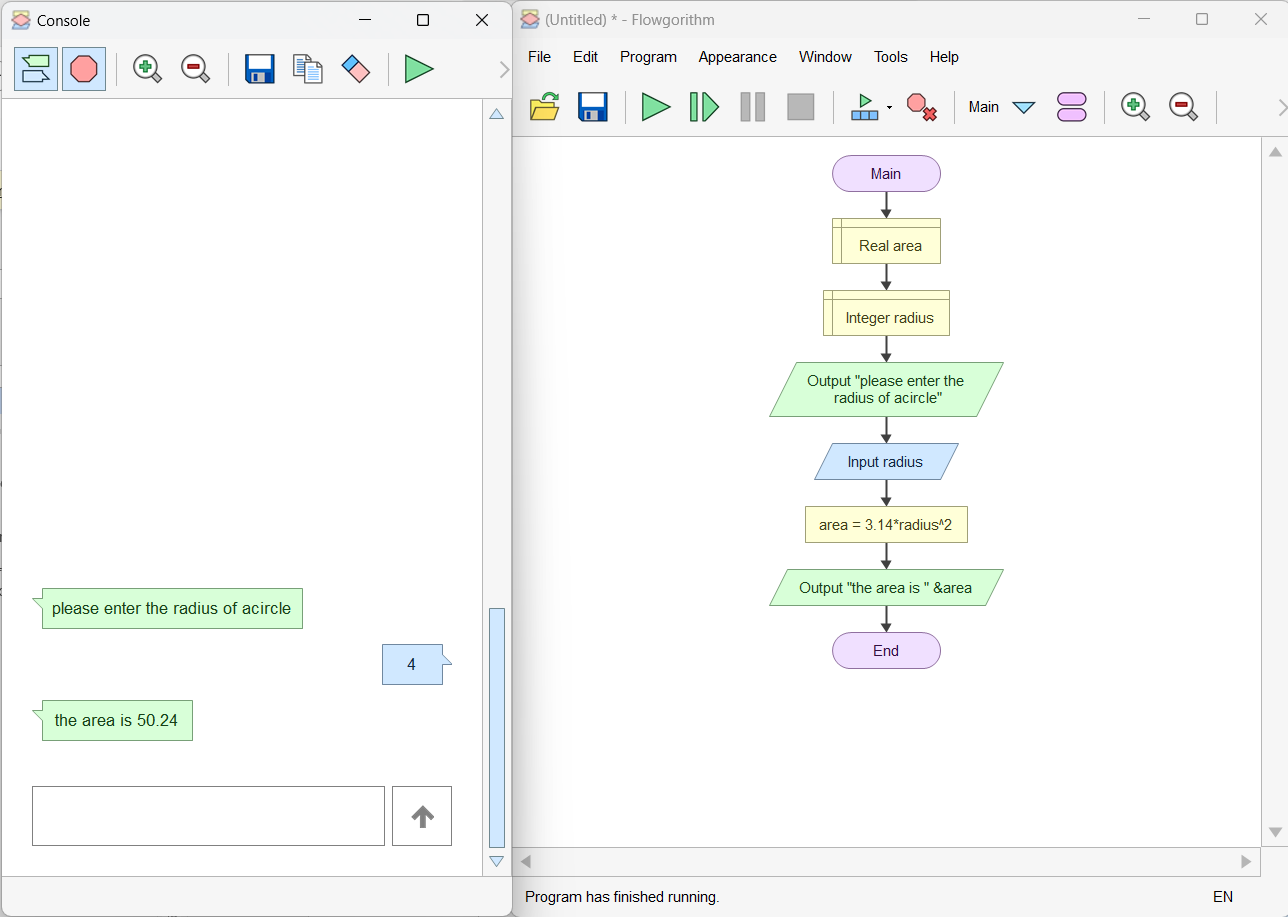 Console
please enter the radius of acircle
4
the area is 50.24
(Untitled) * - Flowgorithm
File Edit Program Appearance Window Tools Help
Main
Main
Real area
Integer radius
Output "please enter the
radius of acircle"
Input radius
area = 3.14*radius^2
Output "the area is " &area
End
Program has finished running.
EN